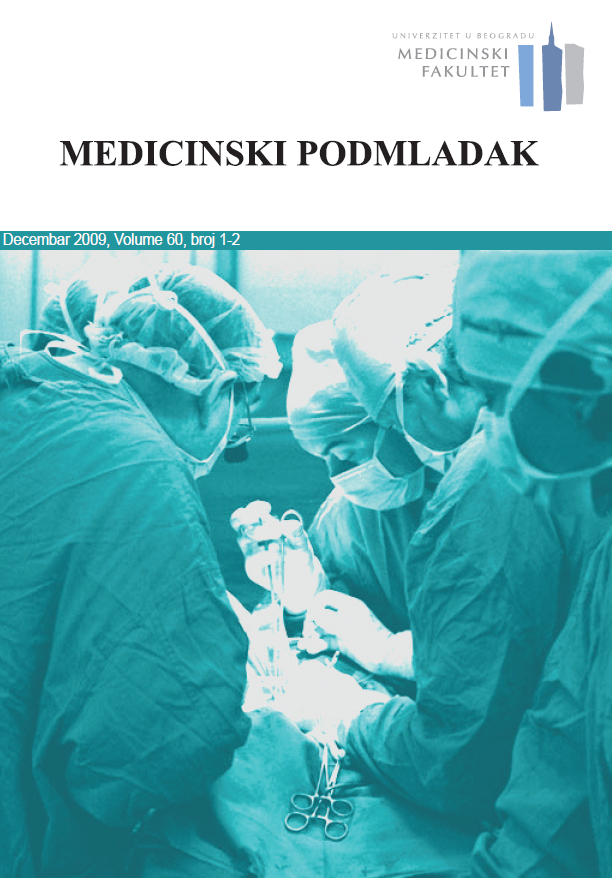 UNIVERZITET U BEOGRADU
MEDICINSKI
FAKULTET
MEDICINSKI PODMLADAK
Decembar 2009, Volume 60, broj 1-2